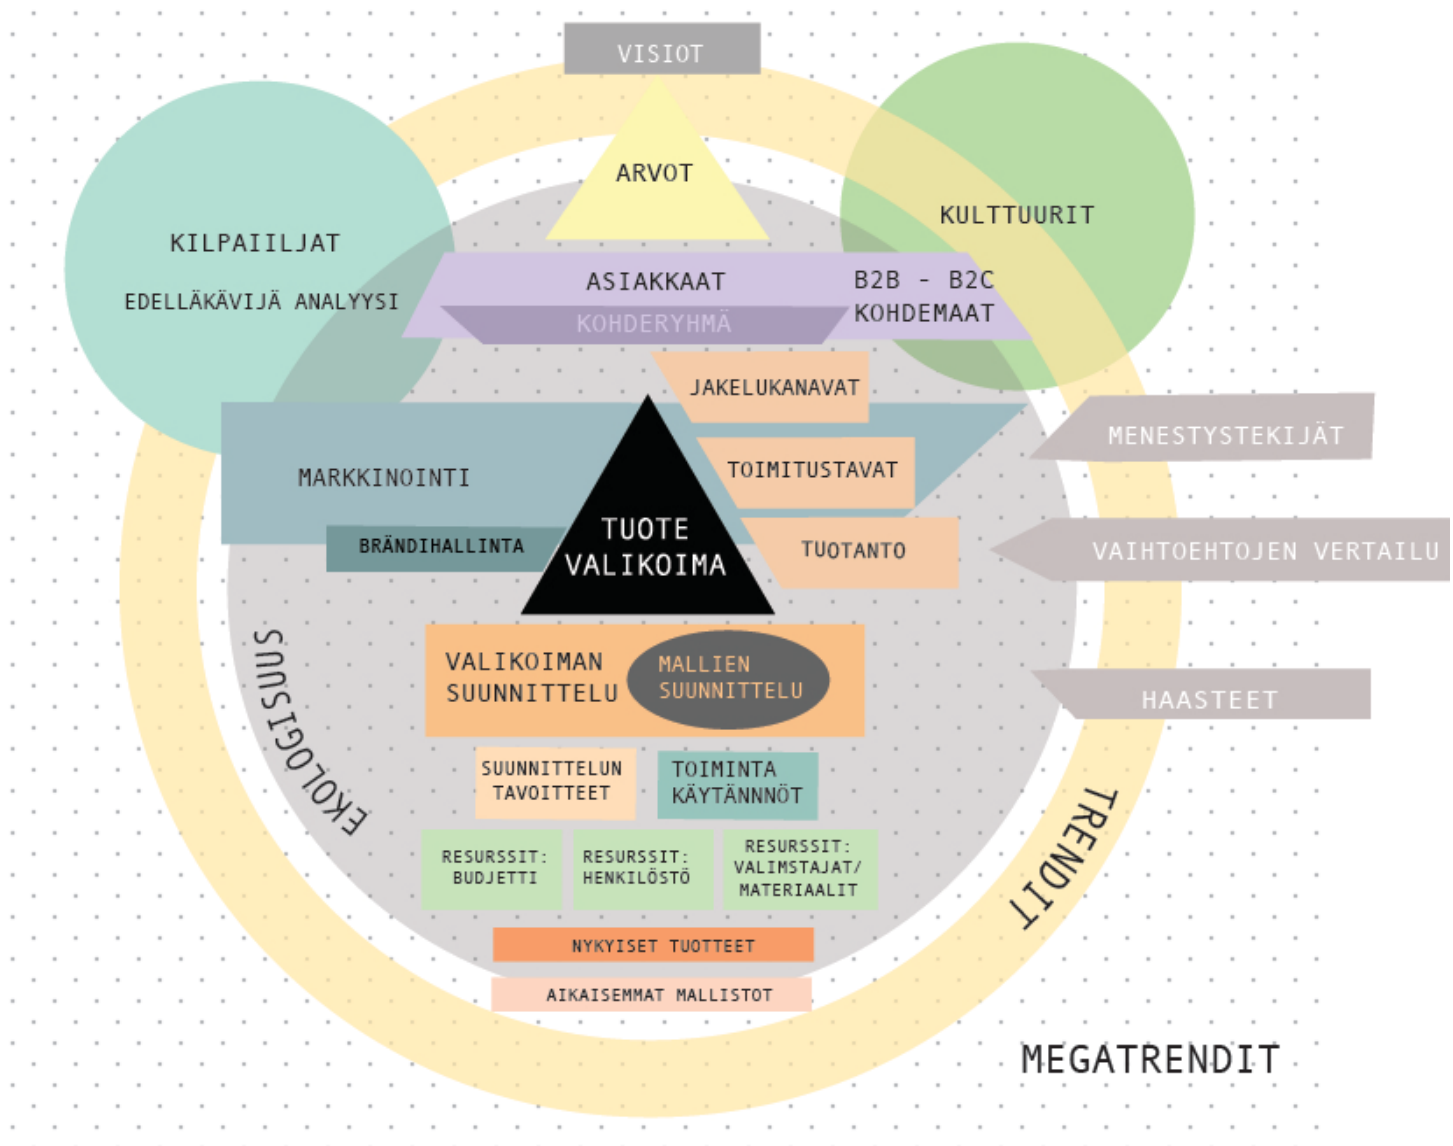 VISIOT
ARVOT
KULTTUURIT
KILPAIILJAT
EDELLÄKÄVIJÄ ANALYYSI
ASIAKKAAT
B2B - B2C
KOHDEMAAT
KOHDERYHMÄ
JAKELUKANAVAT
MENESTYSTEKIJÄT
MARKKINOINTI
TOIMITUSTAVAT
BRÄNDIHALLINTA
TUOTE
VALIKOIMA
TUOTANTO
VAIHTOEHTOJEN VERTAILU
VALIKOIMAN
SUUNNITTELU
MALLIEN
SUUNNITTELU
HAASTEET
EKOLOGISUUS
SUUNNITTELUN
TAVOITTEET
TOIMINTA
KÄYTÄNNNÖT
TRENDIT
RESURSSIT:
BUDJETTI
RESURSSIT:
HENKILÖSTÖ
RESURSSIT:
VALIMSTAJAT/
MATERIAALIT
NYKYISET TUOTTEET
AIKAISEMMAT MALLISTOT
MEGATRENDIT